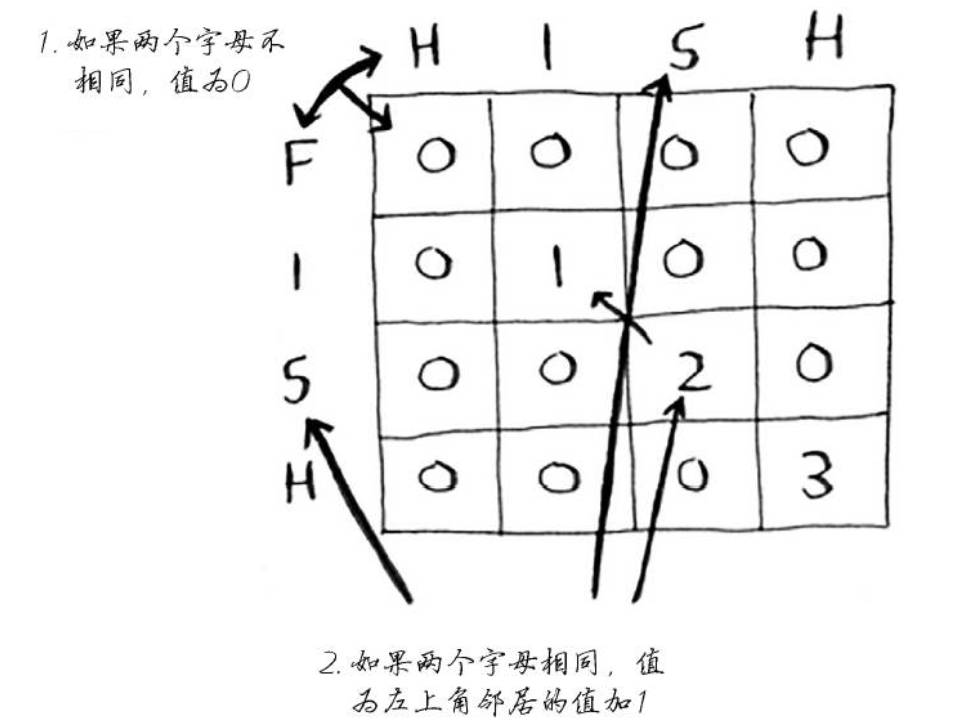 1. 如果两个字母不
相同，值为0
H I S H
F 0 0 0 0
I 0 1 0 0
S 0 0 2 0
H 0 0 0 3
2. 如果两个字母相同，值
为左上角邻居的值加1